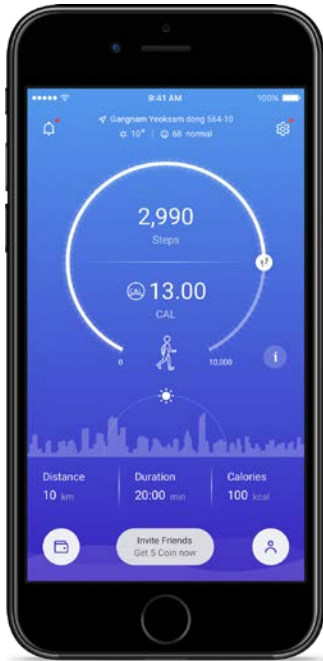 9:41 AM
100%
Gangnam Yeoksam dong 564-10
10° | 68 normal
2,990
Steps
CAL 13.00
CAL
0
10,000
i
Distance
Duration
Calories
10 km
20:00 min
100 kcal
Invite Friends
Get 5 Coin now